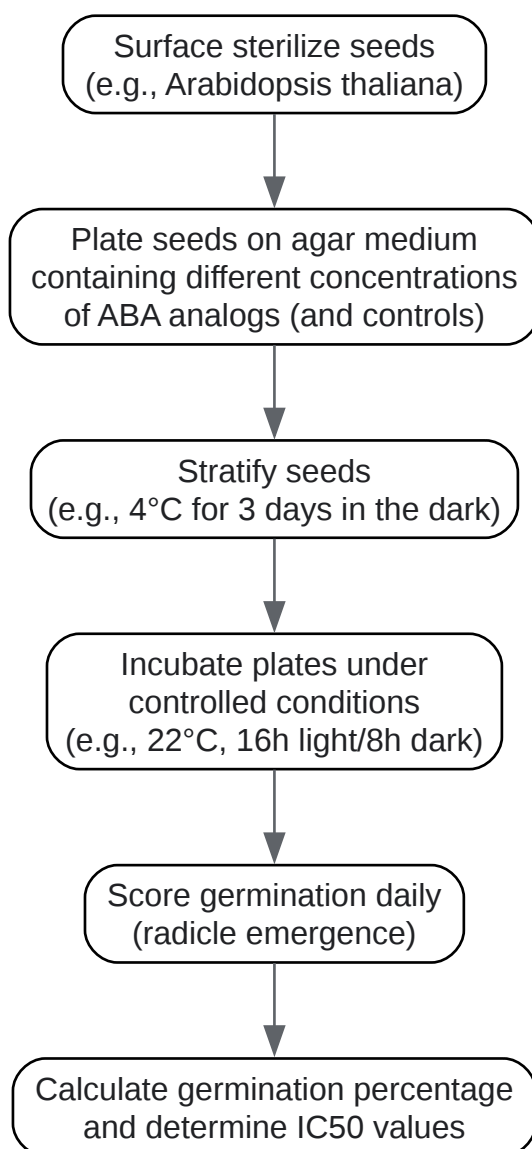 Surface sterilize seeds
(e.g., Arabidopsis thaliana)
Plate seeds on agar medium
containing different concentrations
of ABA analogs (and controls)
Stratify seeds
(e.g., 4°C for 3 days in the dark)
Incubate plates under
controlled conditions
(e.g., 22°C, 16h light/8h dark)
Score germination daily
(radicle emergence)
Calculate germination percentage
and determine IC50 values